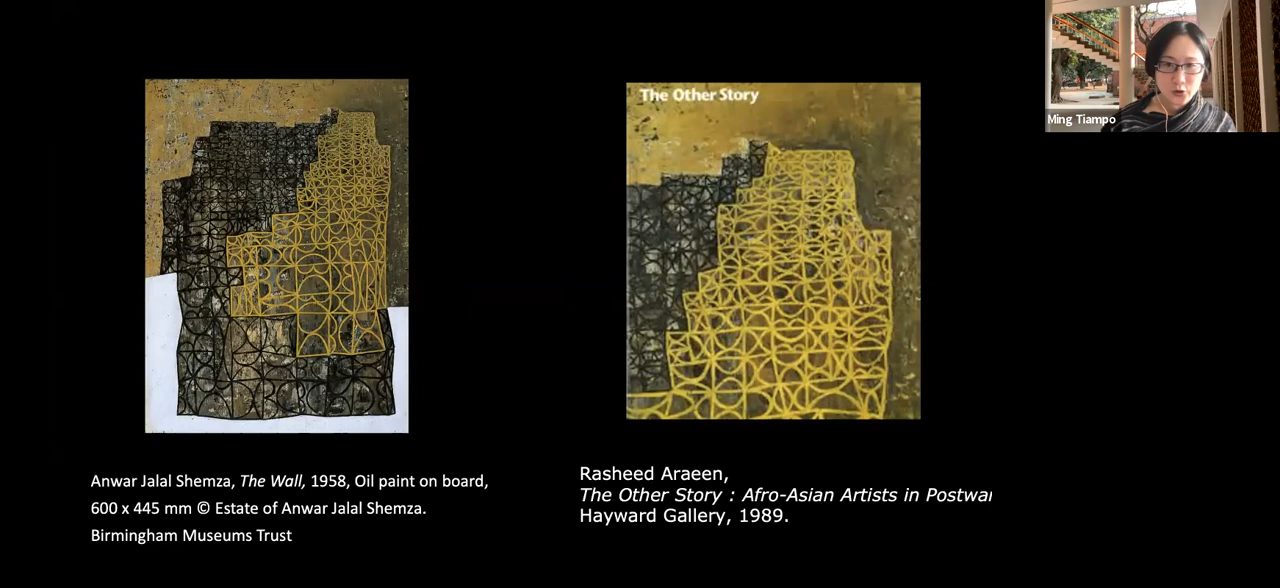 The Other Story
Ming Tiampo
Anwar Jalal Shemza, The Wall, 1958, Oil paint on board,
600 x 445 mm © Estate of Anwar Jalal Shemza.
Birmingham Museums Trust
Rasheed Araeen,
The Other Story : Afro-Asian Artists in Postwar
Hayward Gallery, 1989.